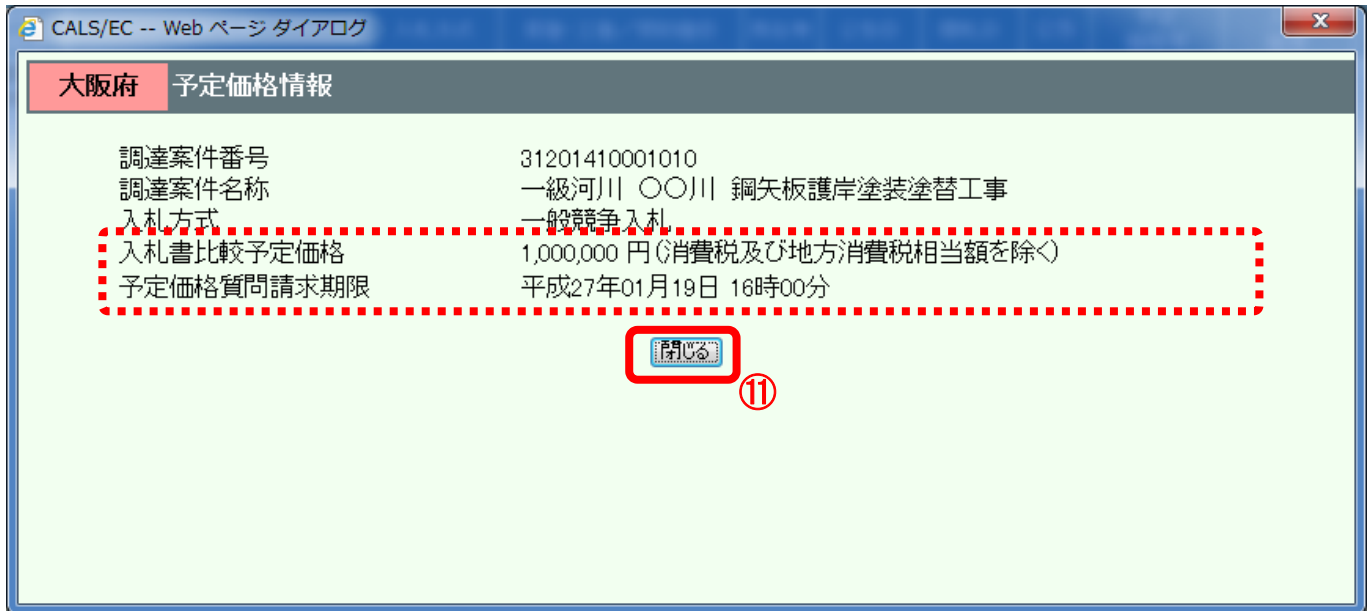 CALS/EC -- Web ページ ダイアログ
大阪府 予定価格情報
調達案件番号 31201410001010
調達案件名称 一級河川 〇〇川 鋼矢板護岸塗装塗替工事
入札方式 一般競争入札
入札書比較予定価格 1,000,000 円(消費税及び地方消費税相当額を除く)
予定価格質問請求期限 平成27年01月19日 16時00分
閉じる
⑪